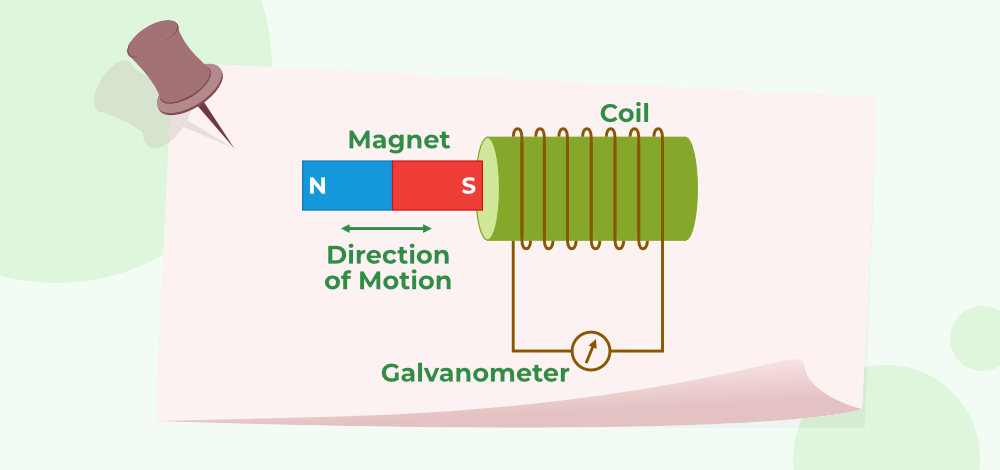 Coil
Magnet
N
S
Direction
of Motion
Galvanometer